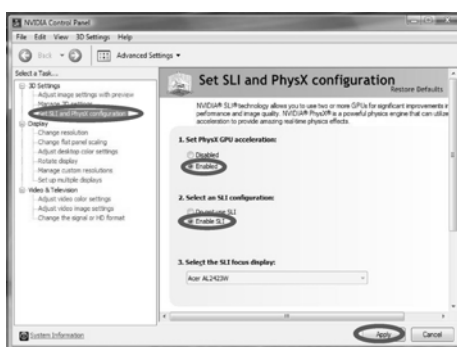 NVIDIA Control Panel
File Edit View 3D Settings Help
Back
Advanced Settings
Select a Task...
3D Settings
Adjust image settings with preview
Manage 3D settings
Set SLI and PhysX configuration
Display
Change resolution
Change flat panel scaling
Adjust desktop color settings
Rotate display
Manage custom resolutions
Set up multiple displays
Video & Television
Adjust video color settings
Adjust video image settings
Change the signal or HD format
System Information
Set SLI and PhysX configuration
Restore Defaults
NVIDIA® SLI® technology allows you to use two or more GPUs for significant improvements in
performance and image quality. NVIDIA® PhysX® is a powerful physics engine that can utilize
acceleration to provide amazing real-time physics effects.
1. Set PhysX GPU acceleration:
Disabled
Enabled
2. Select an SLI configuration:
Do not use SLI
Enable SLI
3. Select the SLI focus display:
Acer AL2423W
Apply
Cancel